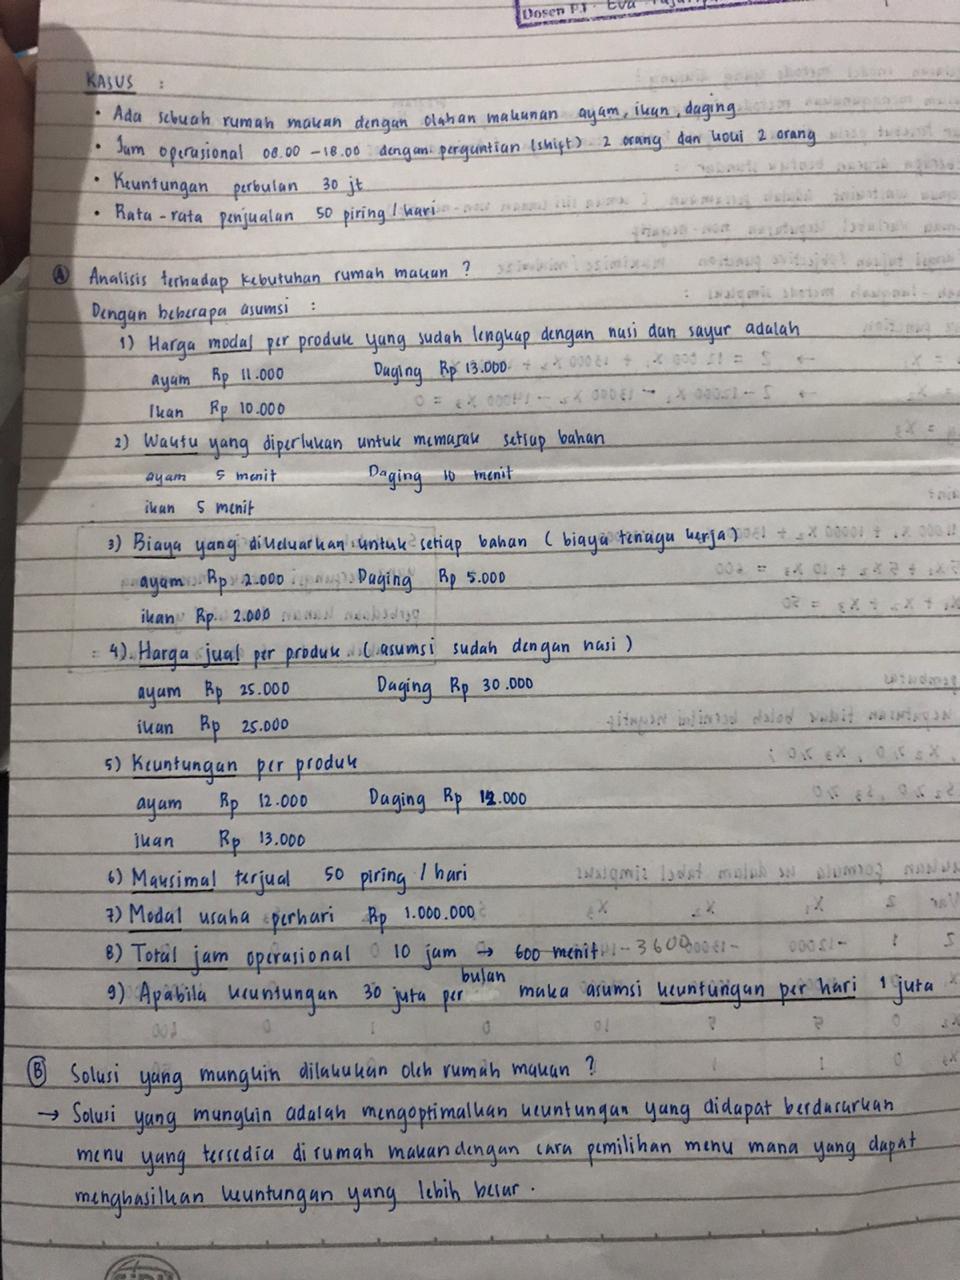 Dosen P.J. Eva
KASUS :
• Ada sebuah rumah makan dengan olahan makanan ayam, ikan, daging
• Jam operasional 08.00 - 18.00 dengan perguntian (shift) 2 orang dan koki 2 orang
• Keuntungan perbulan 30 jt
• Rata-rata penjualan 50 piring / hari
A Analisis terhadap kebutuhan rumah makan ?
Dengan beberapa asumsi :
1) Harga modal per produk yang sudah lengkap dengan nasi dan sayur adalah
ayam Rp 11.000 Daging Rp 13.000
Ikan Rp 10.000
2) Waktu yang diperlukan untuk memasak setiap bahan
ayam 5 menit Daging 10 menit
ikan 5 menit
3) Biaya yang dikeluarkan untuk setiap bahan ( biaya tenaga kerja )
ayam Rp 2.000 Daging Rp 5.000
ikan Rp. 2.000
4). Harga jual per produk. ( asumsi sudah dengan nasi )
ayam Rp 25.000 Daging Rp 30.000
ikan Rp 25.000
5) Keuntungan per produk
ayam Rp 12.000 Daging Rp 12.000
ikan Rp 13.000
6) Maksimal terjual 50 piring / hari
7) Modal usaha perhari Rp 1.000.000
8) Total jam operasional 10 jam → 600 menit - 3600
9) Apabila keuntungan 30 juta per bulan maka asumsi keuntungan per hari 1 juta
B Solusi yang mungkin dilakukan oleh rumah makan ?
→ Solusi yang mungkin adalah mengoptimalkan keuntungan yang didapat berdasarkan
menu yang tersedia di rumah makan dengan cara pemilihan menu mana yang dapat
menghasilkan keuntungan yang lebih besar.